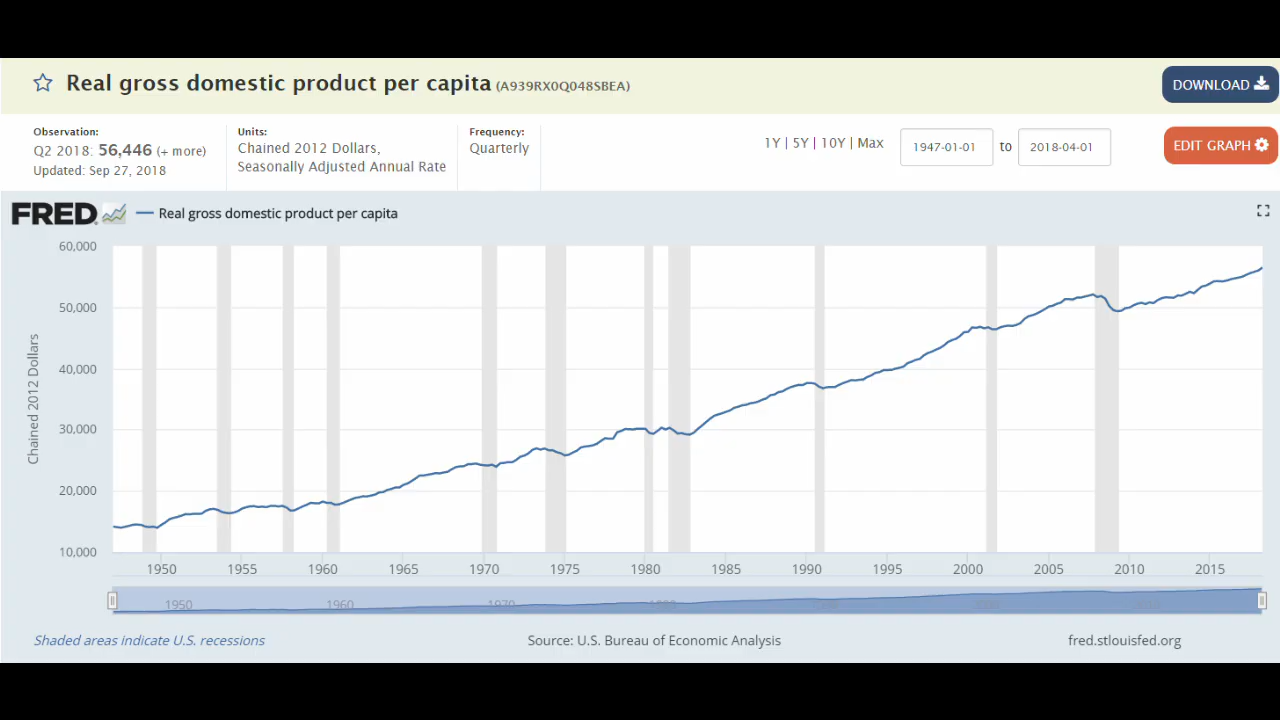 Real gross domestic product per capita (A939RX0Q048SBEA)
DOWNLOAD
Observation:
Q2 2018: 56,446 (+ more)
Updated: Sep 27, 2018
Units:
Chained 2012 Dollars,
Seasonally Adjusted Annual Rate
Frequency:
Quarterly
1Y | 5Y | 10Y | Max
1947-01-01 to 2018-04-01
EDIT GRAPH
FRED
Real gross domestic product per capita
Chained 2012 Dollars
60,000
50,000
40,000
30,000
20,000
10,000
1950 1955 1960 1965 1970 1975 1980 1985 1990 1995 2000 2005 2010 2015
1950 1960 1970
Shaded areas indicate U.S. recessions
Source: U.S. Bureau of Economic Analysis
fred.stlouisfed.org